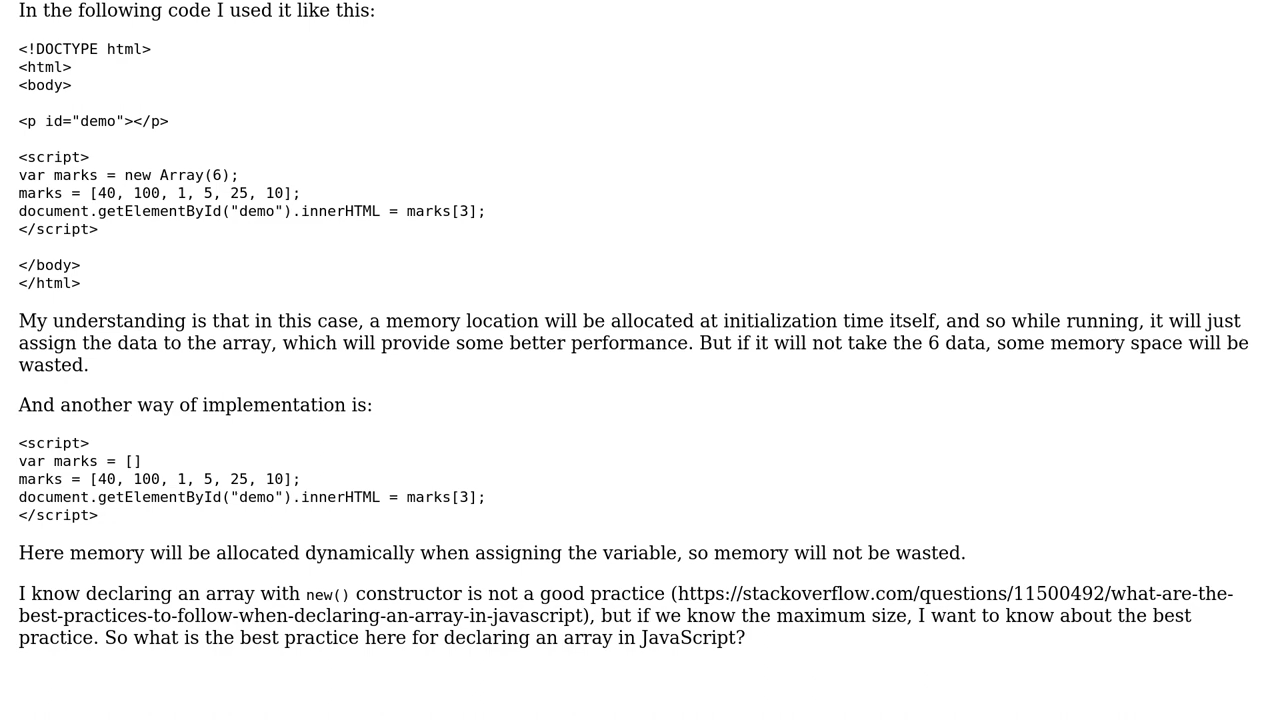 In the following code I used it like this:
<!DOCTYPE html>
<html>
<body>
<p id="demo"></p>
<script>
var marks = new Array(6);
marks = [40, 100, 1, 5, 25, 10];
document.getElementById("demo").innerHTML = marks[3];
</script>
</body>
</html>
My understanding is that in this case, a memory location will be allocated at initialization time itself, and so while running, it will just
assign the data to the array, which will provide some better performance. But if it will not take the 6 data, some memory space will be
wasted.
And another way of implementation is:
<script>
var marks = []
marks = [40, 100, 1, 5, 25, 10];
document.getElementById("demo").innerHTML = marks[3];
</script>
Here memory will be allocated dynamically when assigning the variable, so memory will not be wasted.
I know declaring an array with new() constructor is not a good practice (https://stackoverflow.com/questions/11500492/what-are-the-
best-practices-to-follow-when-declaring-an-array-in-javascript), but if we know the maximum size, I want to know about the best
practice. So what is the best practice here for declaring an array in JavaScript?